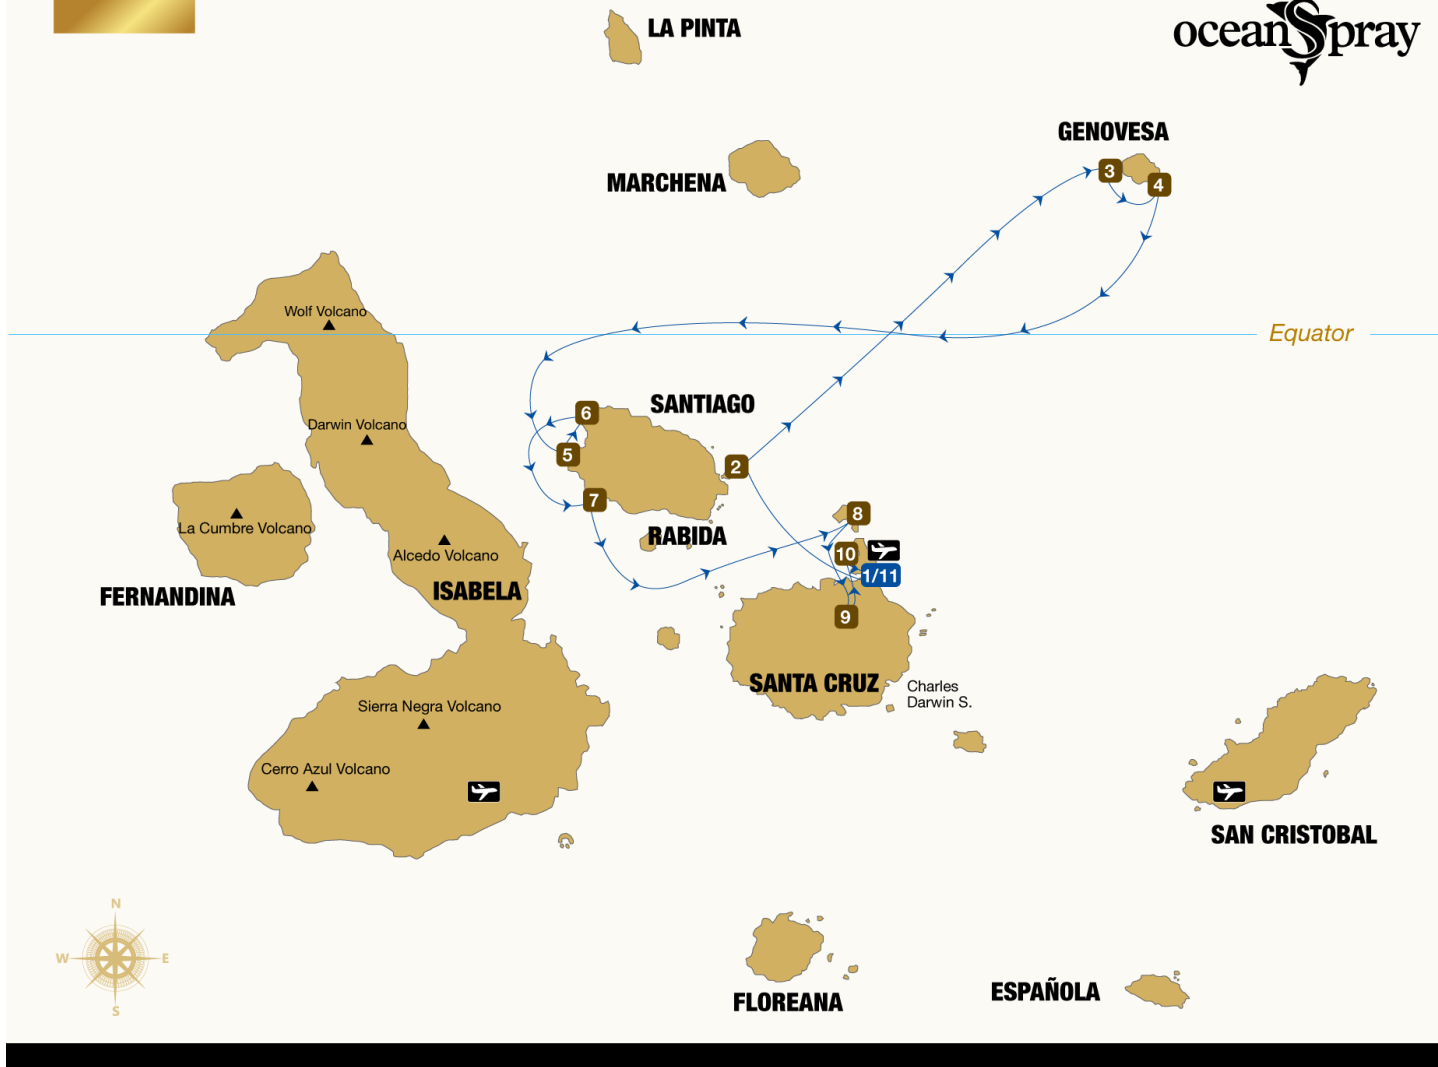 LA PINTA
oceanSpray
GENOVESA
MARCHENA
3
4
Wolf Volcano
Equator
SANTIAGO
6
Darwin Volcano
5
2
7
8
La Cumbre Volcano
RABIDA
Alcedo Volcano
10
1/11
ISABELA
FERNANDINA
9
SANTA CRUZ
Charles
Darwin S.
Sierra Negra Volcano
Cerro Azul Volcano
SAN CRISTOBAL
N
W
E
S
FLOREANA
ESPAÑOLA